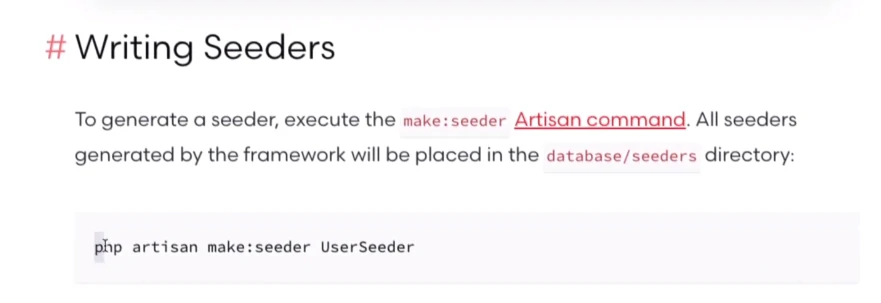 # Writing Seeders
To generate a seeder, execute the make:seeder Artisan command. All seeders
generated by the framework will be placed in the database/seeders directory:
php artisan make:seeder UserSeeder